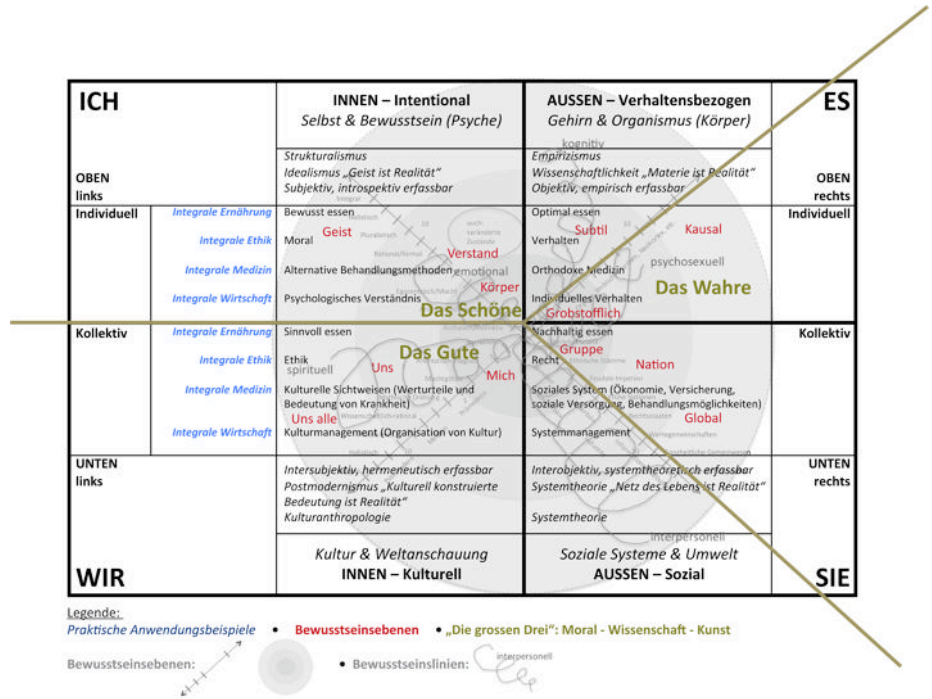 ICH
INNEN – Intentional
Selbst & Bewusstsein (Psyche)
AUSSEN – Verhaltensbezogen
Gehirn & Organismus (Körper)
ES
kognitiv
OBEN
links
Strukturalismus
Idealismus „Geist ist Realität“
Subjektiv, introspektiv erfassbar
Empirizismus
Wissenschaftlichkeit „Materie ist Realität“
Objektiv, empirisch erfassbar
OBEN
rechts
Individuell
Integrale Ernährung
Bewusst essen
Optimal essen
Individuell
Geist
Subtil
Kausal
Integrale Ethik
Moral
Pluralistisch
Verhalten
Verstand
psychosexuell
Integrale Medizin
Alternative Behandlungsmethoden
emotional
Orthodoxe Medizin
Körper
Das Wahre
Integrale Wirtschaft
Psychologisches Verständnis
Individuelles Verhalten
Das Schöne
Grobstofflich
Kollektiv
Integrale Ernährung
Sinnvoll essen
Nachhaltig essen
Kollektiv
Das Gute
Gruppe
Integrale Ethik
Ethik
Recht
spirituell
Uns
Mich
Nation
Integrale Medizin
Kulturelle Sichtweisen (Werturteile und
Bedeutung von Krankheit)
Soziales System (Ökonomie, Versicherung,
soziale Versorgung, Behandlungsmöglichkeiten)
Uns alle
Global
Integrale Wirtschaft
Kulturmanagement (Organisation von Kultur)
Systemmanagement
UNTEN
links
Intersubjektiv, hermeneutisch erfassbar
Postmodernismus „Kulturell konstruierte
Bedeutung ist Realität“
Kulturanthropologie
Interobjektiv, systemtheoretisch erfassbar
Systemtheorie „Netz des Lebens ist Realität“
Systemtheorie
UNTEN
rechts
interpersonell
WIR
Kultur & Weltanschauung
INNEN – Kulturell
Soziale Systeme & Umwelt
AUSSEN – Sozial
SIE
Legende:
Praktische Anwendungsbeispiele • Bewusstseinsebenen • „Die grossen Drei“: Moral - Wissenschaft - Kunst
Bewusstseinsebenen:
• Bewusstseinslinien:
interpersonell